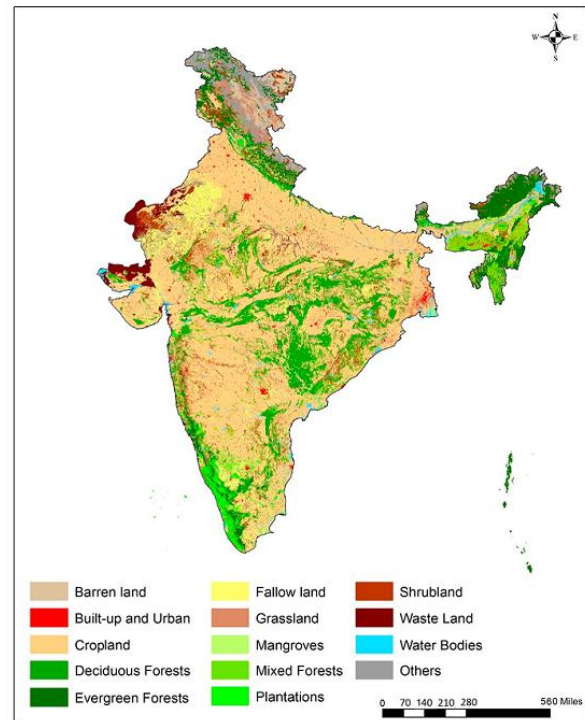 N
W E
S
Barren land
Built-up and Urban
Cropland
Deciduous Forests
Evergreen Forests
Fallow land
Grassland
Mangroves
Mixed Forests
Plantations
Shrubland
Waste Land
Water Bodies
Others
0 70 140 210 280 560 Miles